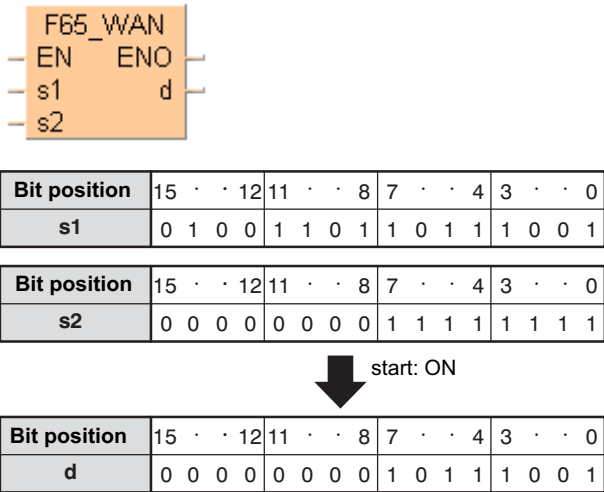 F65_WAN
EN ENO
s1 d
s2
Bit position 15 · · 12 11 · · 8 7 · · 4 3 · · 0
s1 0 1 0 0 1 1 0 1 1 0 1 1 1 0 0 1
Bit position 15 · · 12 11 · · 8 7 · · 4 3 · · 0
s2 0 0 0 0 0 0 0 0 1 1 1 1 1 1 1 1
start: ON
Bit position 15 · · 12 11 · · 8 7 · · 4 3 · · 0
d 0 0 0 0 0 0 0 0 1 0 1 1 1 0 0 1